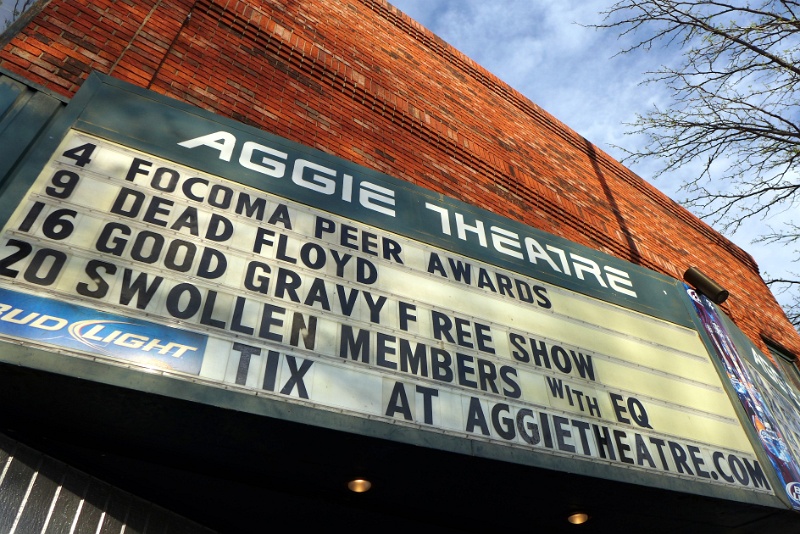 AGGIE THEATRE
4 FOCOMA PEER AWARDS
9 DEAD FLOYD
16 GOOD GRAVY FREE SHOW
20 SWOLLEN MEMBERS WITH EQ
TIX AT AGGIETHEATRE.COM
BUD LIGHT